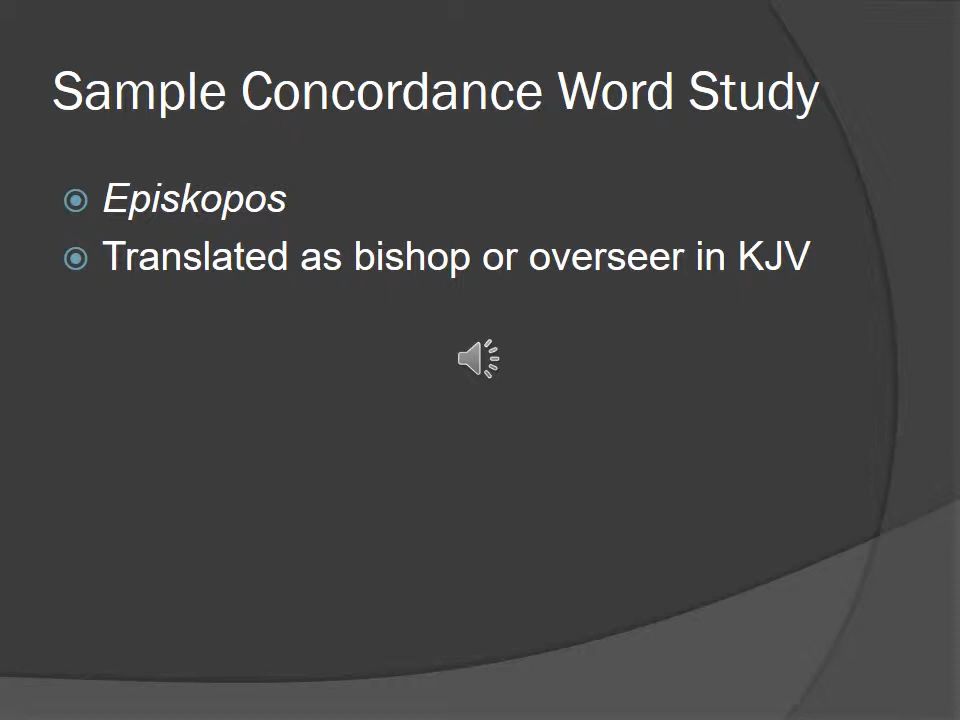 Sample Concordance Word Study
Episkopos
Translated as bishop or overseer in KJV